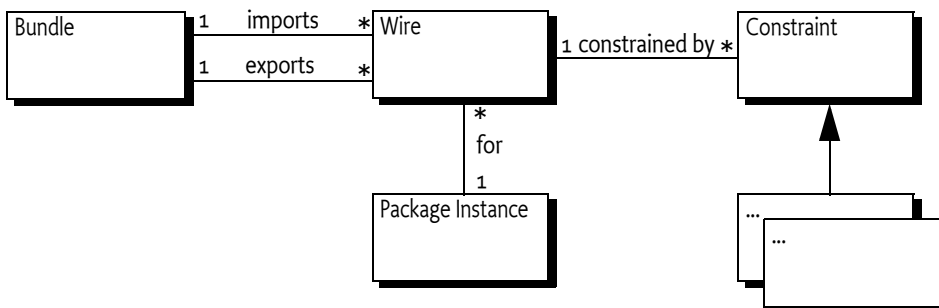 Bundle
1 imports *
Wire
1 constrained by *
Constraint
1 exports *
*
for
1
Package Instance
...
...